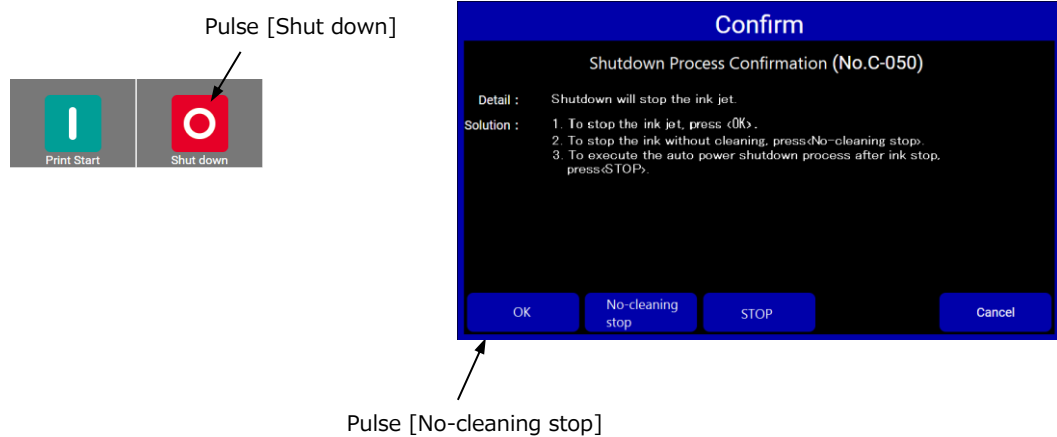 Pulse [Shut down]
Print Start
Shut down
Confirm
Shutdown Process Confirmation (No.C-050)
Detail : Shutdown will stop the ink jet.
Solution : 1. To stop the ink jet, press <OK>.
2. To stop the ink without cleaning, press<No-cleaning stop>.
3. To execute the auto power shutdown process after ink stop,
press<STOP>.
OK
No-cleaning
stop
STOP
Cancel
Pulse [No-cleaning stop]